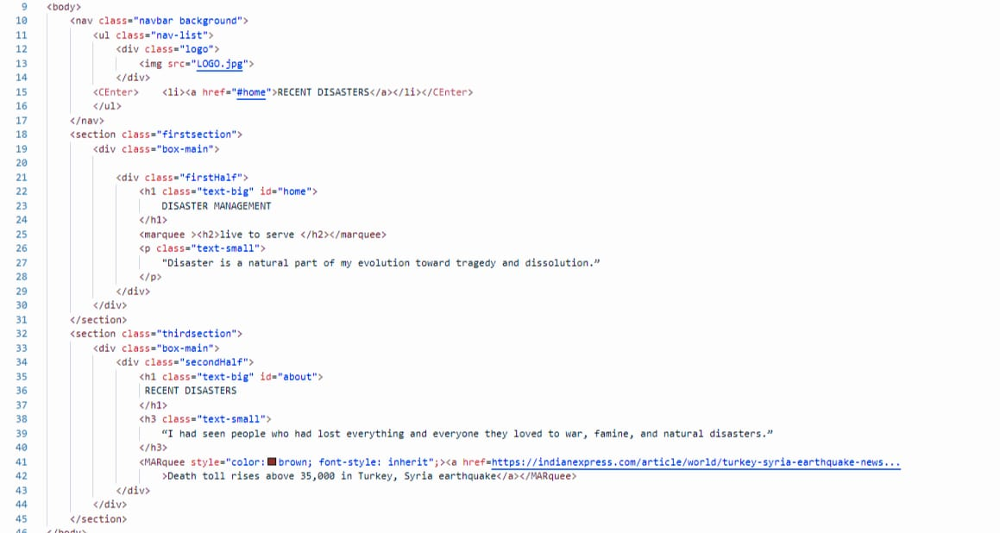 9 <body>
10 <nav class="navbar background">
11 <ul class="nav-list">
12 <div class="logo">
13 <img src="LOGO.jpg">
14 </div>
15 <CEnter> <li><a href="#home">RECENT DISASTERS</a></li></CEnter>
16 </ul>
17 </nav>
18 <section class="firstsection">
19 <div class="box-main">
20
21 <div class="firstHalf">
22 <h1 class="text-big" id="home">
23 DISASTER MANAGEMENT
24 </h1>
25 <marquee ><h2>live to serve </h2></marquee>
26 <p class="text-small">
27 "Disaster is a natural part of my evolution toward tragedy and dissolution.”
28 </p>
29 </div>
30 </div>
31 </section>
32 <section class="thirdsection">
33 <div class="box-main">
34 <div class="secondHalf">
35 <h1 class="text-big" id="about">
36 RECENT DISASTERS
37 </h1>
38 <h3 class="text-small">
39 “I had seen people who had lost everything and everyone they loved to war, famine, and natural disasters.”
40 </h3>
41 <MARquee style="color:brown; font-style: inherit";><a href=https://indianexpress.com/article/world/turkey-syria-earthquake-news...
42 >Death toll rises above 35,000 in Turkey, Syria earthquake</a></MARquee>
43 </div>
44 </div>
45 </section>
46 </body>